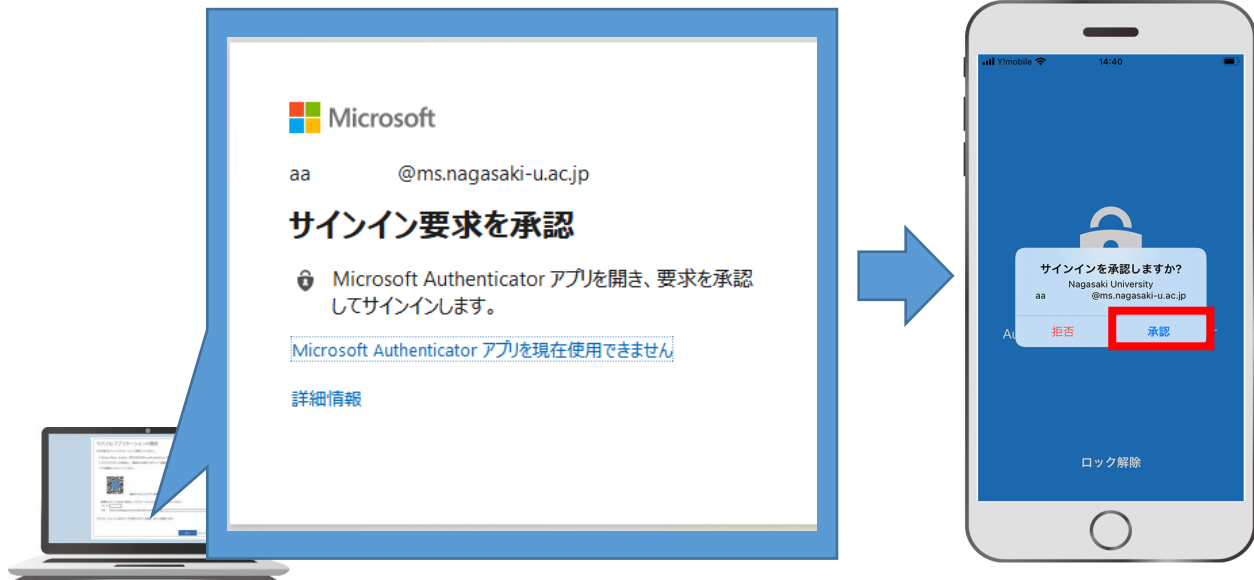 Microsoft
aa @ms.nagasaki-u.ac.jp
サインイン要求を承認
Microsoft Authenticator アプリを開き、要求を承認
してサインインします。
Microsoft Authenticator アプリを現在使用できません
詳細情報
Y!mobile 14:40
サインインを承認しますか?
Nagasaki University
aa @ms.nagasaki-u.ac.jp
拒否 承認
ロック解除